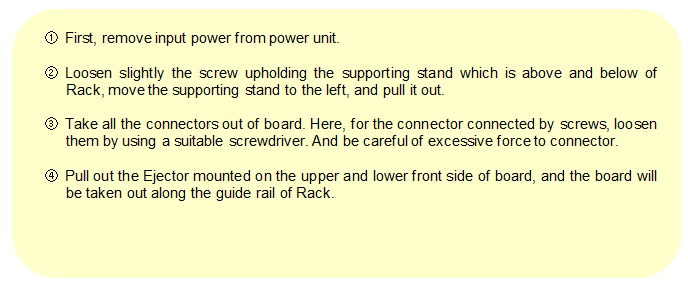 ① First, remove input power from power unit.
② Loosen slightly the screw upholding the supporting stand which is above and below of
Rack, move the supporting stand to the left, and pull it out.
③ Take all the connectors out of board. Here, for the connector connected by screws, loosen
them by using a suitable screwdriver. And be careful of excessive force to connector.
④ Pull out the Ejector mounted on the upper and lower front side of board, and the board will
be taken out along the guide rail of Rack.